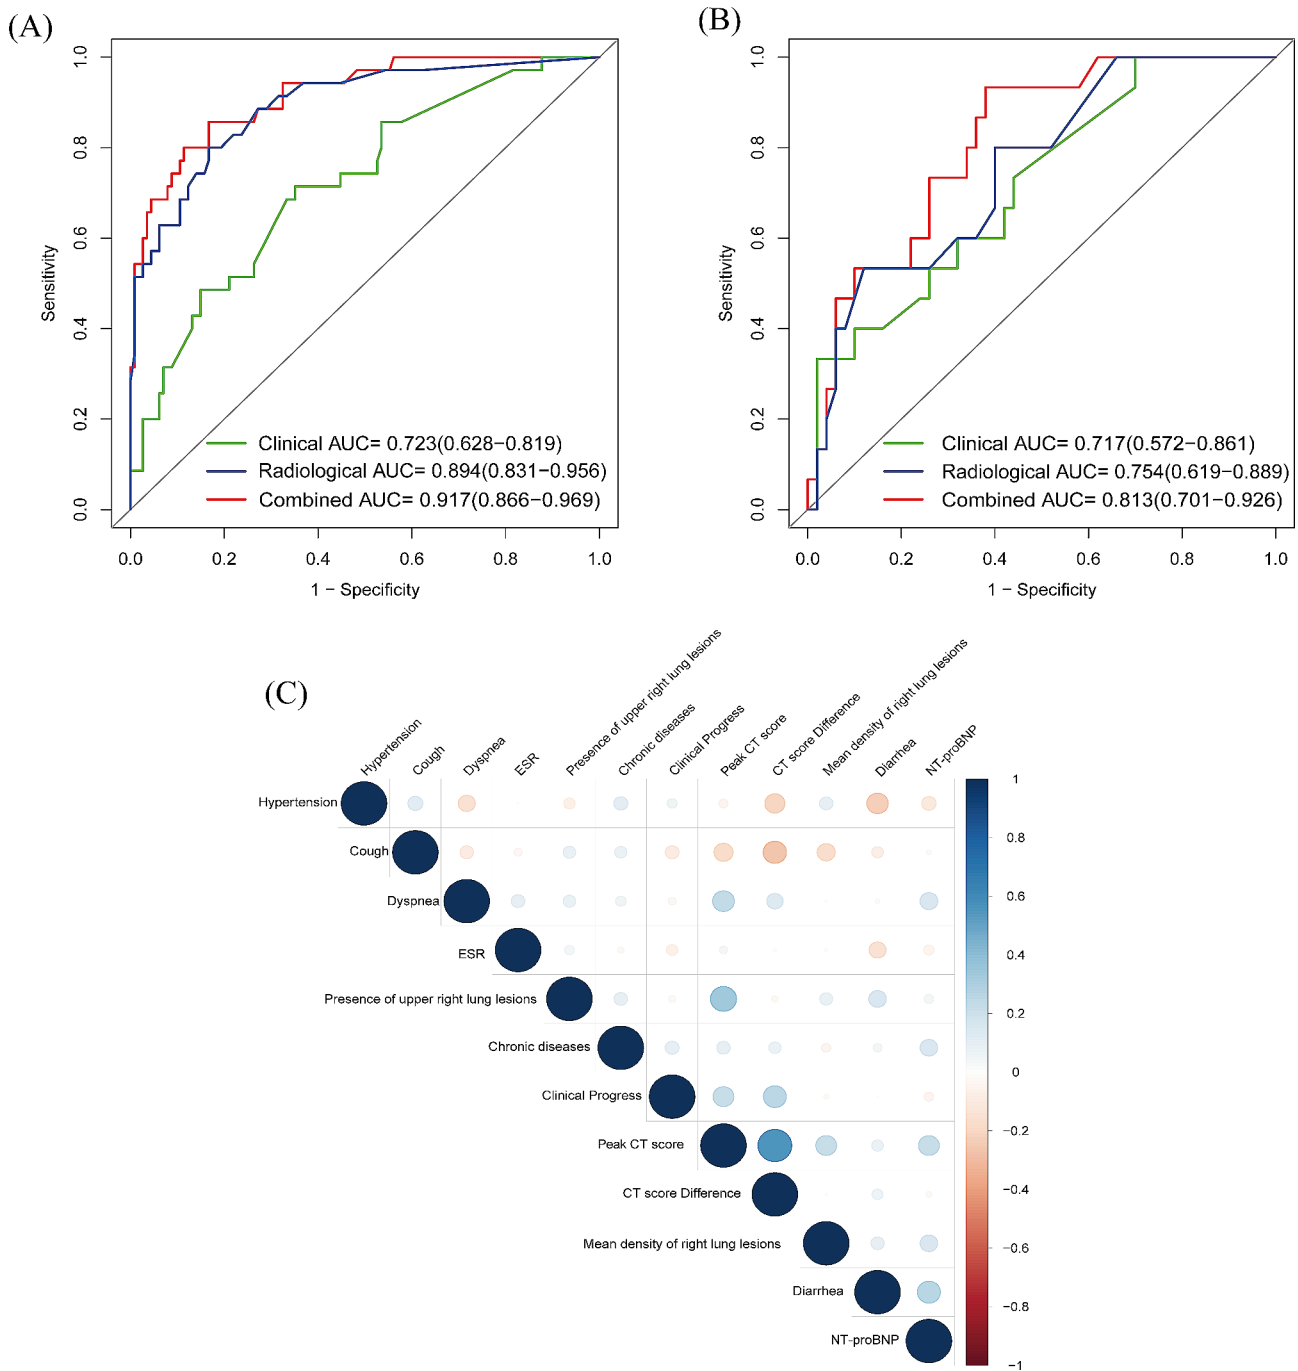 (A)
1.0
0.8
0.6
0.4
0.2
0.0
Sensitivity
Clinical AUC= 0.723(0.628−0.819)
Radiological AUC= 0.894(0.831−0.956)
Combined AUC= 0.917(0.866−0.969)
0.0 0.2 0.4 0.6 0.8 1.0
1 − Specificity
(B)
1.0
0.8
0.6
0.4
0.2
0.0
Sensitivity
Clinical AUC= 0.717(0.572−0.861)
Radiological AUC= 0.754(0.619−0.889)
Combined AUC= 0.813(0.701−0.926)
0.0 0.2 0.4 0.6 0.8 1.0
1 − Specificity
(C)
Hypertension
Cough
Dyspnea
ESR
Presence of upper right lung lesions
Chronic diseases
Clinical Progress
Peak CT score
CT score Difference
Mean density of right lung lesions
Diarrhea
NT-proBNP
Hypertension
Cough
Dyspnea
ESR
Presence of upper right lung lesions
Chronic diseases
Clinical Progress
Peak CT score
CT score Difference
Mean density of right lung lesions
Diarrhea
NT-proBNP
1
0.8
0.6
0.4
0.2
0
−0.2
−0.4
−0.6
−0.8
−1